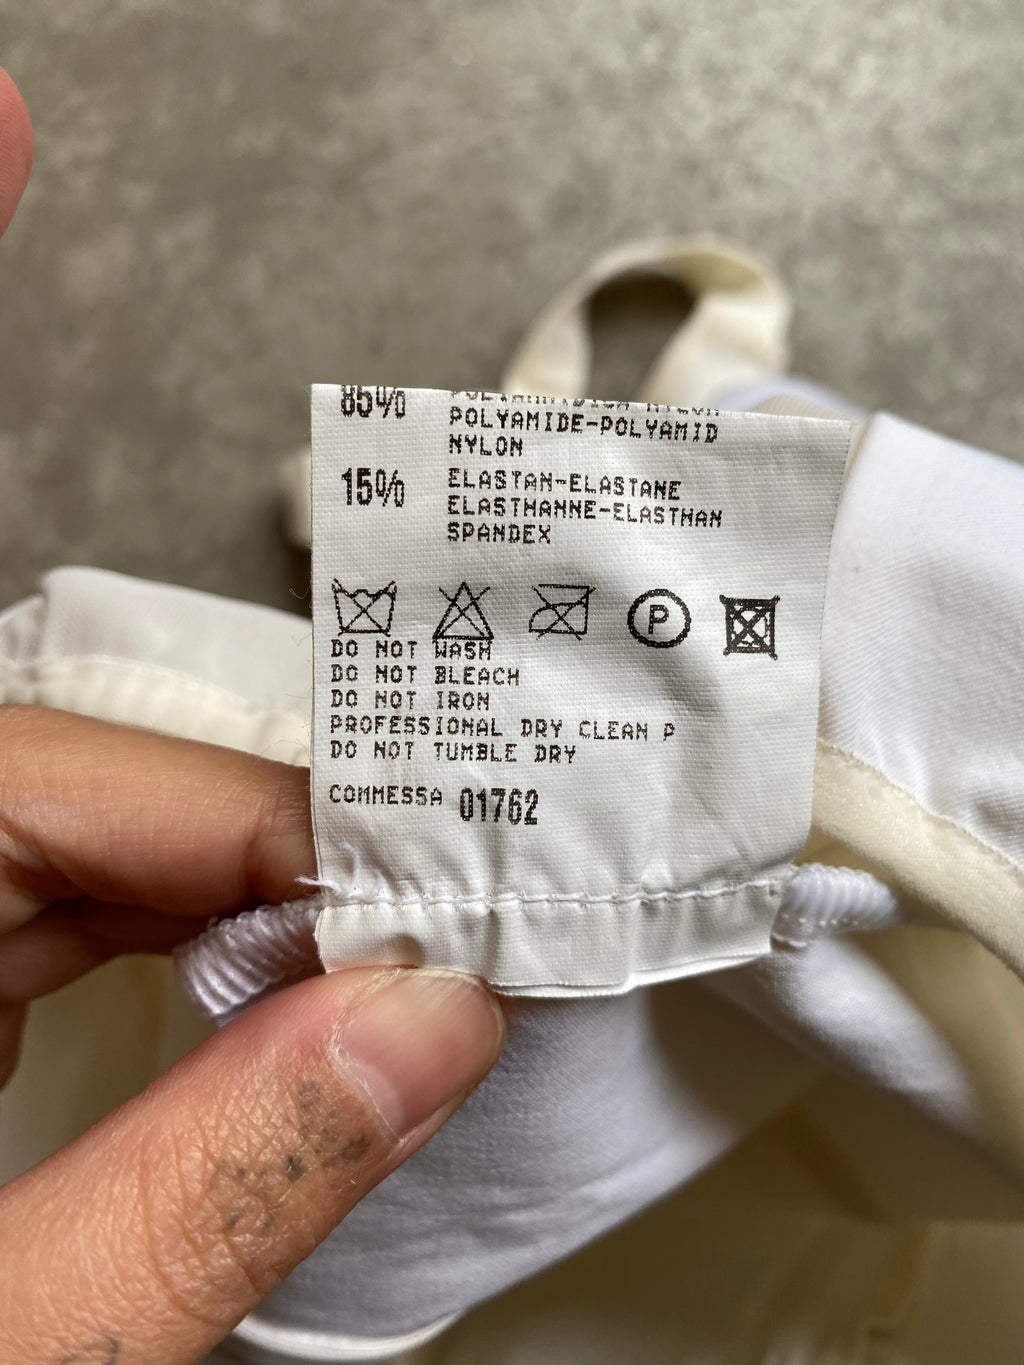 85%
POLYAMIDE-POLYAMID
NYLON
15% ELASTAN-ELASTANE
ELASTHANNE-ELASTHAN
SPANDEX
P
DO NOT WASH
DO NOT BLEACH
DO NOT IRON
PROFESSIONAL DRY CLEAN P
DO NOT TUMBLE DRY
COMMESSA 01762